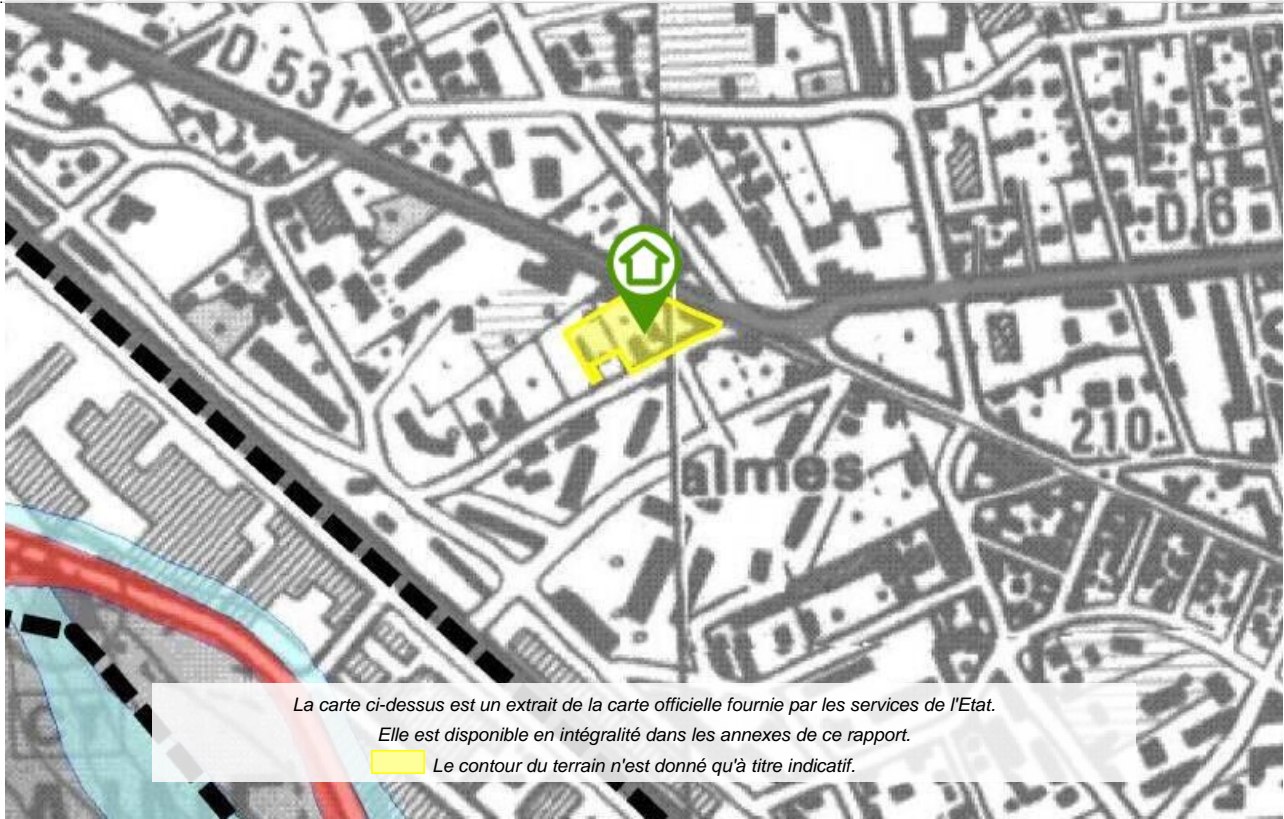 D 531
D 6
210
almes
La carte ci-dessus est un extrait de la carte officielle fournie par les services de l'Etat.
Elle est disponible en intégralité dans les annexes de ce rapport.
Le contour du terrain n'est donné qu'à titre indicatif.